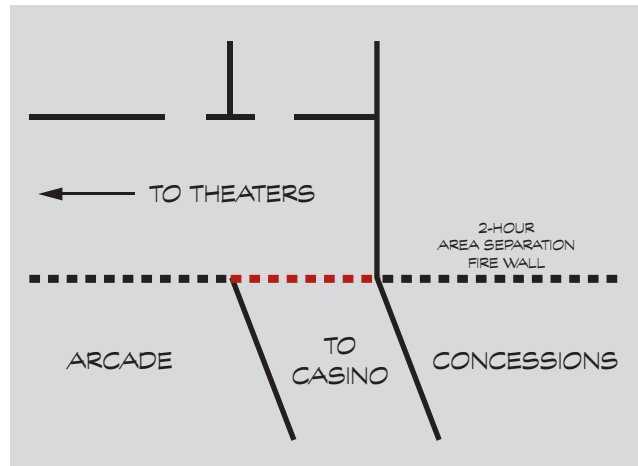 TO THEATERS
2-HOUR
AREA SEPARATION
FIRE WALL
ARCADE
TO
CASINO
CONCESSIONS